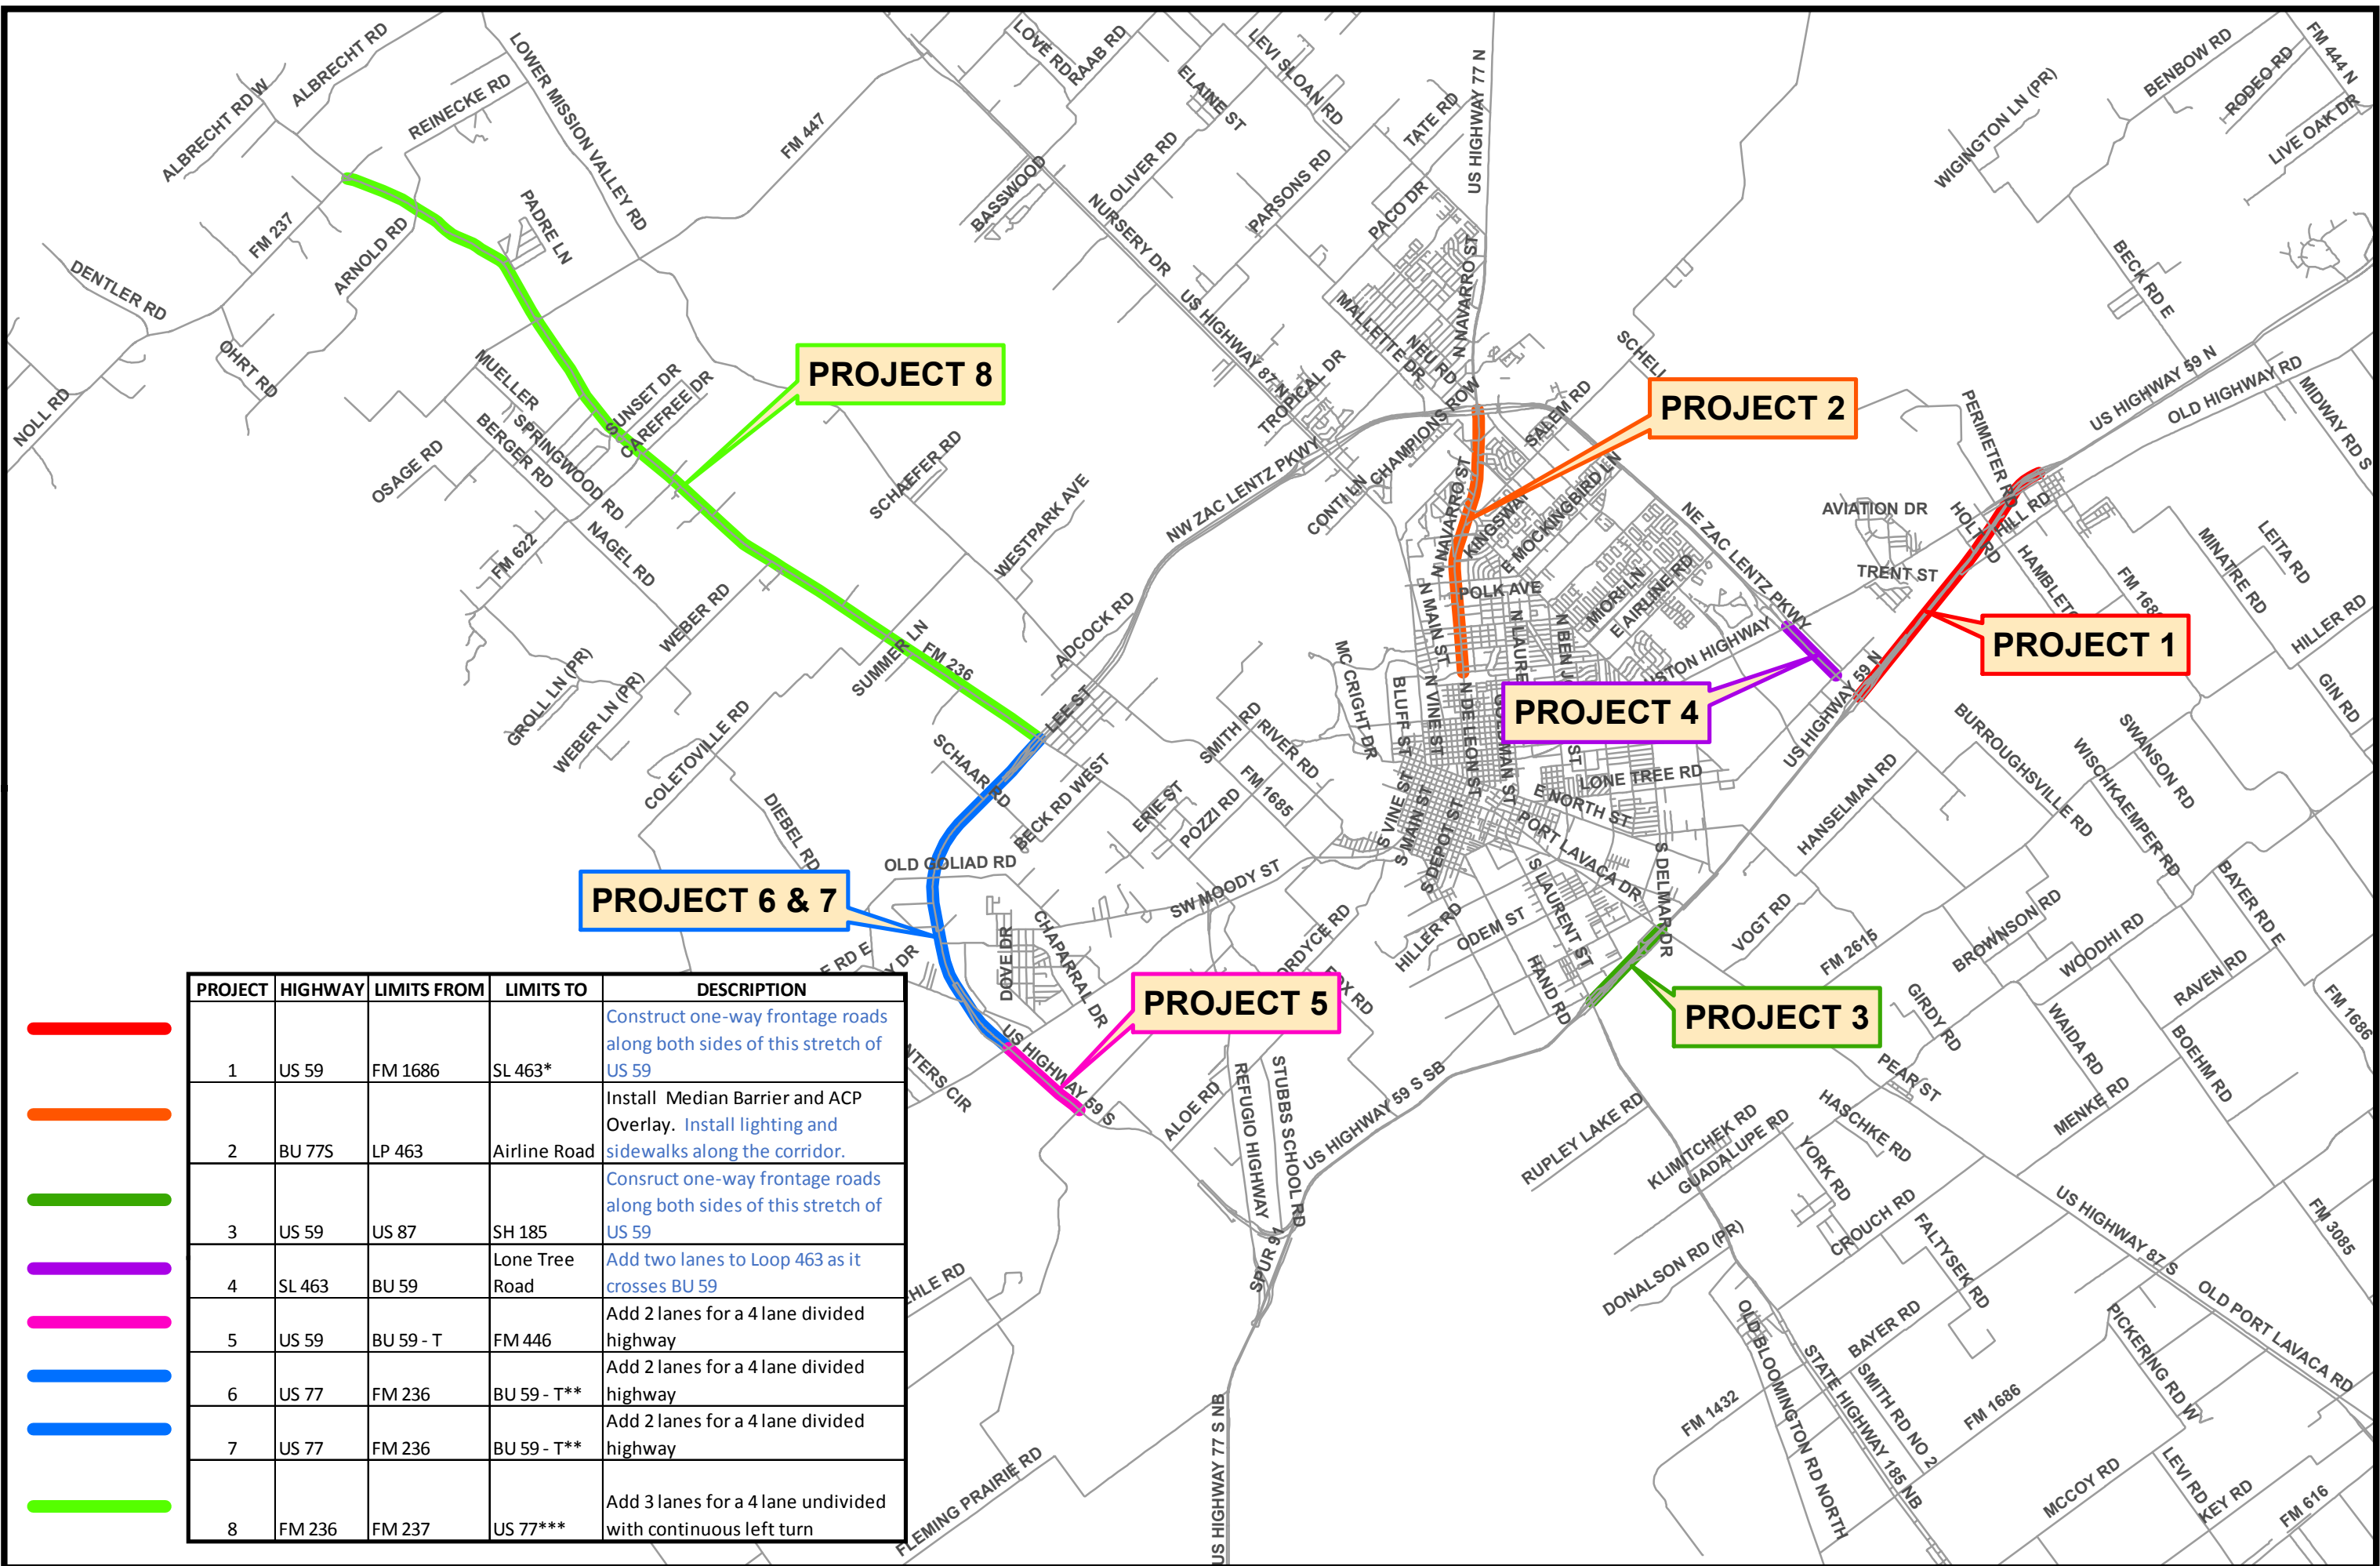 ALBRECHT RD
ALBRECHT RD W
REINECKE RD
LOWER MISSION VALLEY RD
FM 447
LOVE RD
RAAB RD
LEVI SLOAN RD
ELAINE ST
OLIVER RD
BASSWOOD
NURSERY DR
PARSONS RD
TATE RD
PACO DR
US HIGHWAY 77 N
WIGINGTON LN (PR)
BENBOW RD
RODEO RD
FM 444 N
LIVE OAK DR
BECK RD E
FM 237
ARNOLD RD
PADRE LN
DENTLER RD
OHRT RD
NOLL RD
US HIGHWAY 87 N
MALLETTE DR
NEU RD
N NAVARRO ST
TROPICAL DR
CHAMPIONS ROW
SALEM RD
PERIMETER R
US HIGHWAY 59 N
OLD HIGHWAY RD
MIDWAY RD S
PROJECT 8
PROJECT 2
MUELLER
SUNSET DR
CAREFREE DR
SPRINGWOOD RD
BERGER RD
OSAGE RD
NAGEL RD
FM 622
SCHAEFER RD
WESTPARK AVE
NW ZAC LENTZ PKWY
CONTI LN
N NAVARRO ST
KINGSWAY
E MOCKINGBIRD LN
NE ZAC LENTZ PKWY
AVIATION DR
TRENT ST
HOLT RD
HILL RD
MINATRE RD
LEITA RD
HILLER RD
PROJECT 1
WEBER RD
SUMMER LN
FM 236
ADCOCK RD
LEE ST
GROLL LN (PR)
WEBER LN (PR)
COLETOVILLE RD
POLK AVE
N MAIN ST
MIORI LN
E AIRLINE RD
MC CRIGHT DR
BLUFF ST
N VINE ST
N DE LEON ST
PROJECT 4
US HIGHWAY 59 N
GIN RD
SCHAAR RD
BECK RD WEST
DIEBEL RD
ERIE ST
POZZI RD
SMITH RD
RIVER RD
FM 1685
LONE TREE RD
E NORTH ST
PORT LAVACA DR
S VINE ST
S MAIN ST
S DEPOT ST
S LAURENT ST
S DELMAR DR
HANSELMAN RD
BURROUGHSVILLE RD
WISCHKAEMPER RD
SWANSON RD
OLD GOLIAD RD
PROJECT 6 & 7
SW MOODY ST
DOVE DR
CHAPARRAL DR
HILLER RD
ODEM ST
HAND RD
VOGT RD
FM 2615
BROWNSON RD
WOODHI RD
BAYER RD E
RAVEN RD
FM 1686
PROJECT 5
PROJECT 3
GIRDY RD
WAIDA RD
BOEHM RD
US HIGHWAY 59 S
ALOE RD
REFUGIO HIGHWAY
STUBBS SCHOOL RD
US HIGHWAY 59 S SB
PEAR ST
HASCHKE RD
MENKE RD
RUPLEY LAKE RD
KLIMITCHEK RD
GUADALUPE RD
YORK RD
CROUCH RD
FALTYSEK RD
US HIGHWAY 87 S
FM 3085
SPUR 91
DONALSON RD (PR)
OLD BLOOMINGTON RD NORTH
BAYER RD
OLD PORT LAVACA RD
PICKERING RD W
STATE HIGHWAY 185 NB
SMITH RD NO 2
FM 1432
FM 1686
MCCOY RD
LEVI RD
KEY RD
FM 616
US HIGHWAY 77 S NB
FLEMING PRAIRIE RD
PROJECT HIGHWAY LIMITS FROM LIMITS TO DESCRIPTION
Construct one-way frontage roads
along both sides of this stretch of
1 US 59 FM 1686 SL 463* US 59
Install Median Barrier and ACP
Overlay. Install lighting and
2 BU 77S LP 463 Airline Road sidewalks along the corridor.
Consruct one-way frontage roads
along both sides of this stretch of
3 US 59 US 87 SH 185 US 59
Lone Tree Add two lanes to Loop 463 as it
4 SL 463 BU 59 Road crosses BU 59
Add 2 lanes for a 4 lane divided
5 US 59 BU 59 - T FM 446 highway
Add 2 lanes for a 4 lane divided
6 US 77 FM 236 BU 59 - T** highway
Add 2 lanes for a 4 lane divided
7 US 77 FM 236 BU 59 - T** highway
Add 3 lanes for a 4 lane undivided
8 FM 236 FM 237 US 77*** with continuous left turn